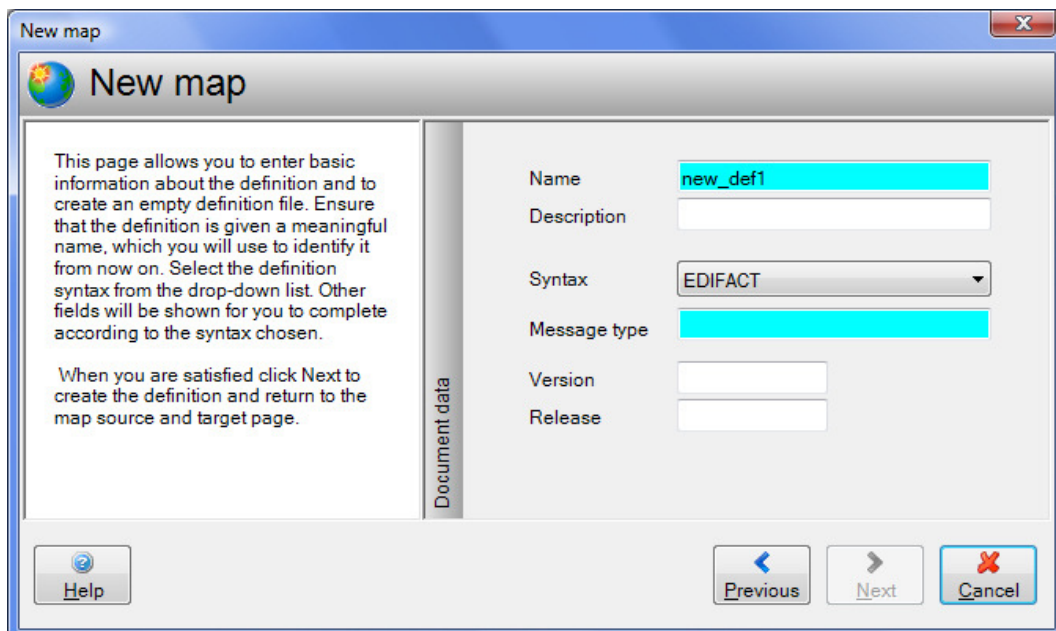 New map
New map
This page allows you to enter basic
information about the definition and to
create an empty definition file. Ensure
that the definition is given a meaningful
name, which you will use to identify it
from now on. Select the definition
syntax from the drop-down list. Other
fields will be shown for you to complete
according to the syntax chosen.
When you are satisfied click Next to
create the definition and return to the
map source and target page.
Document data
Name new_def1
Description
Syntax EDIFACT
Message type
Version
Release
Help
Previous
Next
Cancel